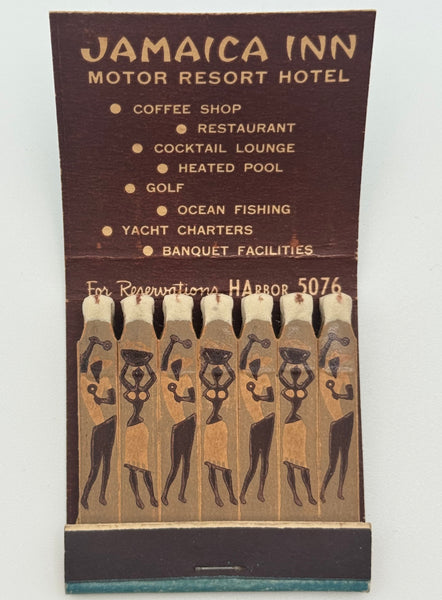 JAMAICA INN
MOTOR RESORT HOTEL
COFFEE SHOP
RESTAURANT
COCKTAIL LOUNGE
HEATED POOL
GOLF
OCEAN FISHING
YACHT CHARTERS
BANQUET FACILITIES
For Reservations HARBOR 5076